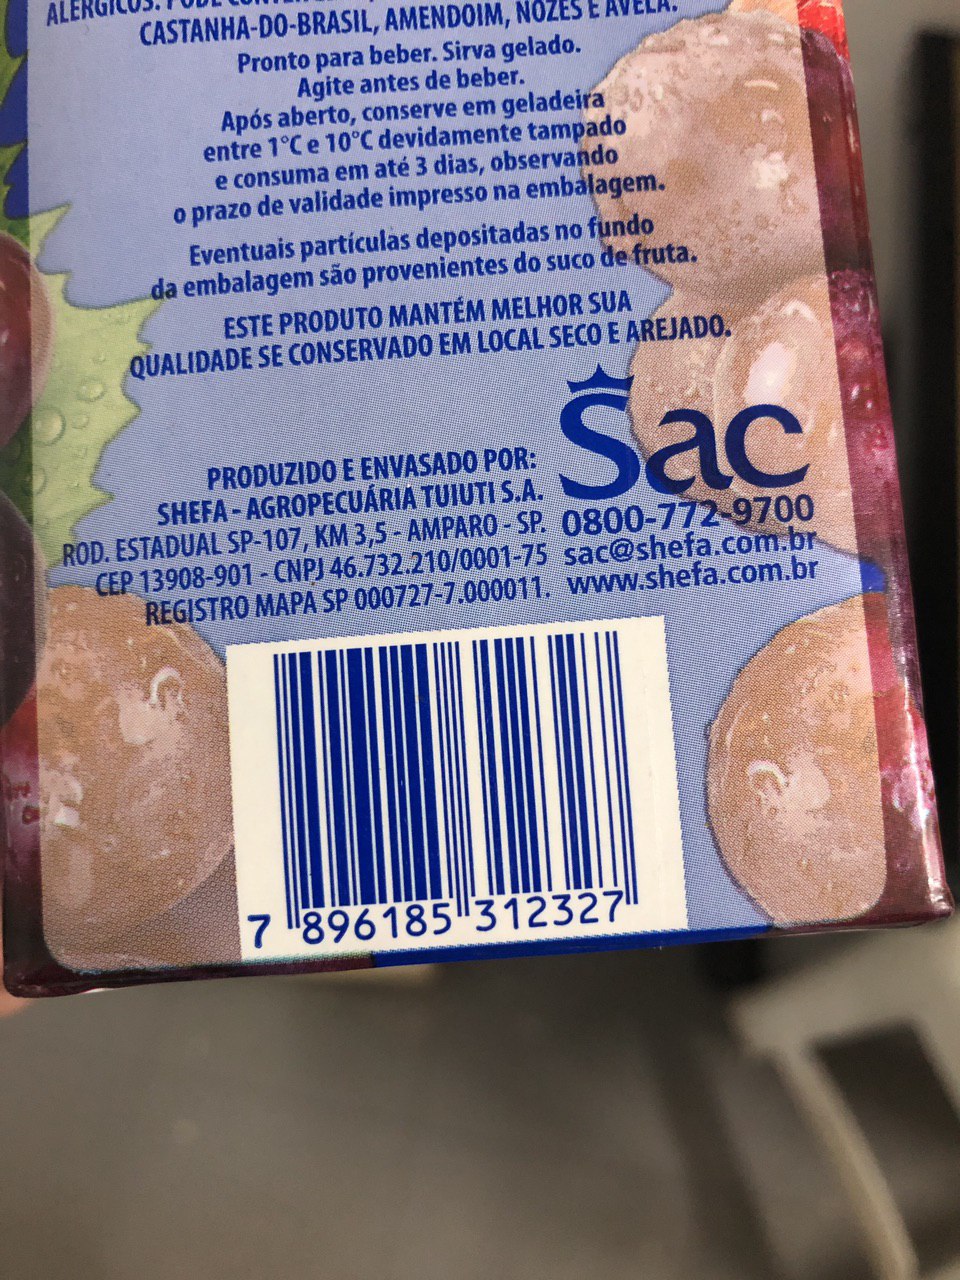 ALÉRGICOS: PODE
CASTANHA-DO-BRASIL, AMENDOIM, NOZES E AVELÃ.
Pronto para beber. Sirva gelado.
Agite antes de beber.
Após aberto, conserve em geladeira
entre 1°C e 10°C devidamente tampado
e consuma em até 3 dias, observando
o prazo de validade impresso na embalagem.
Eventuais partículas depositadas no fundo
da embalagem são provenientes do suco de fruta.
ESTE PRODUTO MANTÉM MELHOR SUA
QUALIDADE SE CONSERVADO EM LOCAL SECO E AREJADO.
Sac
PRODUZIDO E ENVASADO POR:
SHEFA - AGROPECUÁRIA TUIUTI S.A.
ROD. ESTADUAL SP-107, KM 3,5 - AMPARO - SP.
CEP 13908-901 - CNPJ 46.732.210/0001-75
REGISTRO MAPA SP 000727-7.000011.
0800-772-9700
sac@shefa.com.br
www.shefa.com.br
7 896185 312327